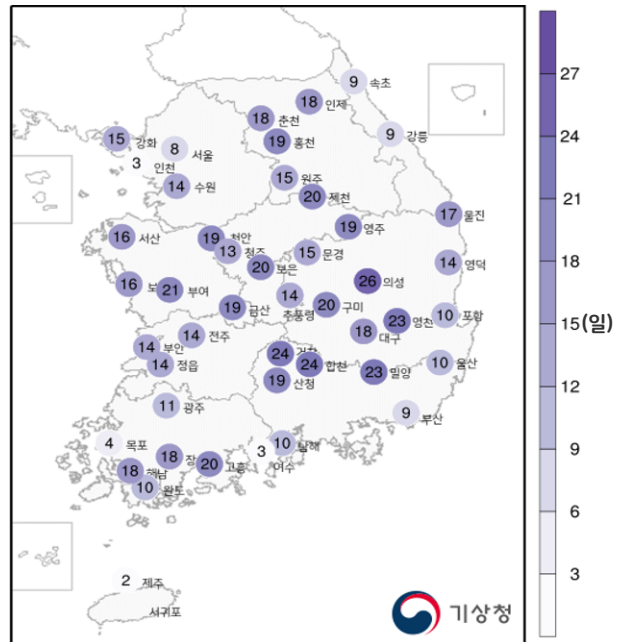 9 속초
18 인제
18 춘천
9 강릉
19 홍천
15 강화
8 서울
3 인천
15 원주
14 수원
20 제천
17 울진
19 영주
16 서산
19 천안
13 청주
15 문경
14 영덕
20 보은
26 의성
16
21 부여
14 추풍령
20 구미
19 금산
23 영천
10 포항
18 대구
14 전주
14 부안
24
24 합천
10 울산
14 정읍
19 산청
23 밀양
11 광주
9 부산
4 목포
10 남해
3 여수
18
20 고흥
18 해남
10 완도
2 제주
서귀포
기상청
27
24
21
18
15(일)
12
9
6
3